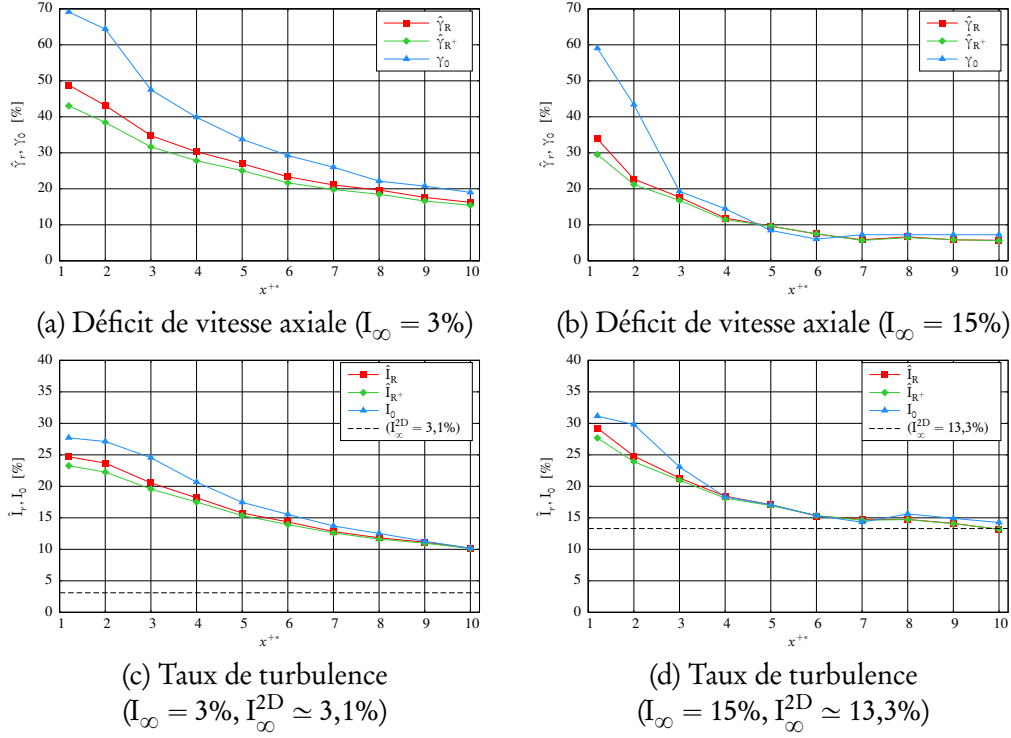 70
60
50
40
30
20
10
0
γ̂r, γ0 [%]
γ̂R
γ̂R+
γ0
1 2 3 4 5 6 7 8 9 10
x+*
(a) Déficit de vitesse axiale (I∞ = 3%)
70
60
50
40
30
20
10
0
γ̂r, γ0 [%]
γ̂R
γ̂R+
γ0
1 2 3 4 5 6 7 8 9 10
x+*
(b) Déficit de vitesse axiale (I∞ = 15%)
40
35
30
25
20
15
10
5
0
Îr, I0 [%]
ÎR
ÎR+
I0
(I∞2D = 3,1%)
1 2 3 4 5 6 7 8 9 10
x+*
(c) Taux de turbulence
(I∞ = 3%, I∞2D ≃ 3,1%)
40
35
30
25
20
15
10
5
0
Îr, I0 [%]
ÎR
ÎR+
I0
(I∞2D = 13,3%)
1 2 3 4 5 6 7 8 9 10
x+*
(d) Taux de turbulence
(I∞ = 15%, I∞2D ≃ 13,3%)